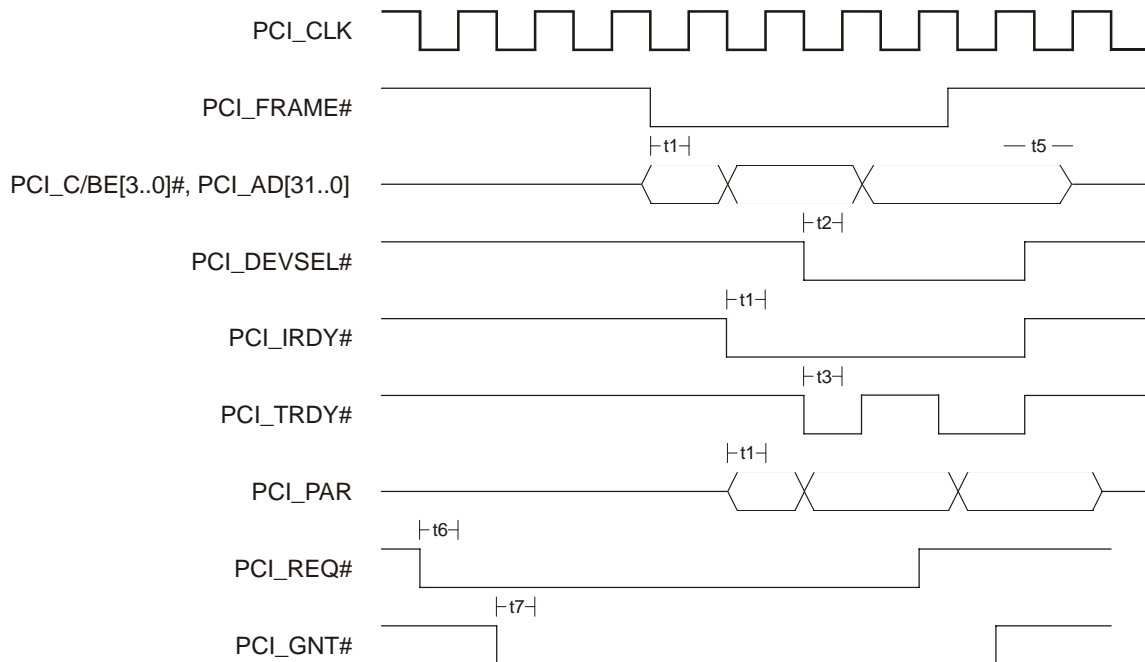 PCI_CLK
PCI_FRAME#
t1
t5
PCI_C/BE[3..0]#, PCI_AD[31..0]
t2
PCI_DEVSEL#
t1
PCI_IRDY#
t3
PCI_TRDY#
t1
PCI_PAR
t6
PCI_REQ#
t7
PCI_GNT#